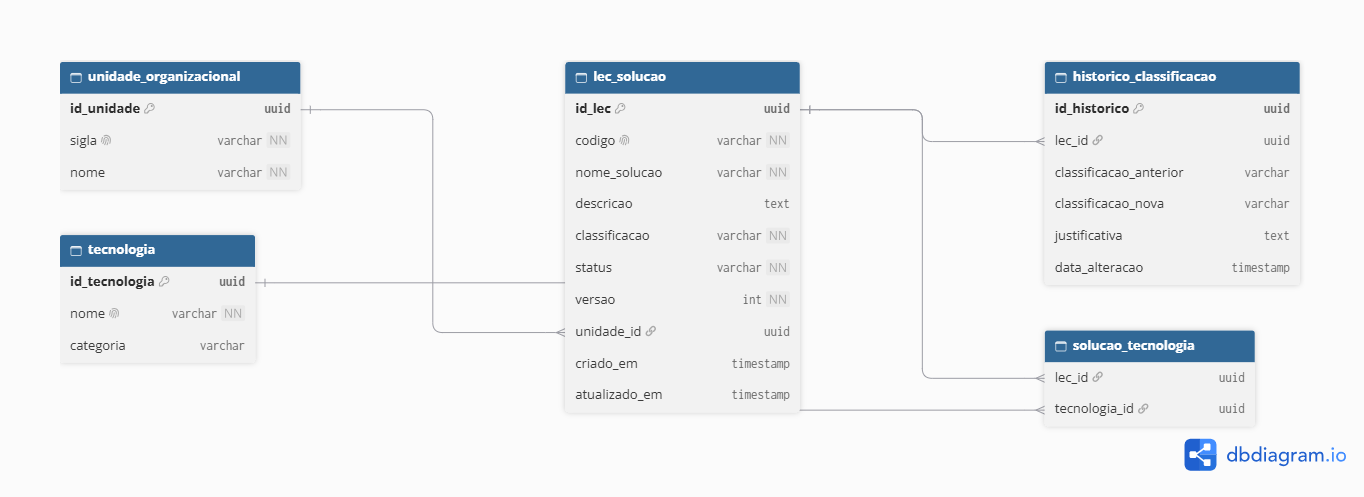 unidade_organizacional
id_unidade uuid
sigla varchar NN
nome varchar NN
tecnologia
id_tecnologia uuid
nome varchar NN
categoria varchar
lec_solucao
id_lec uuid
codigo varchar NN
nome_solucao varchar NN
descricao text
classificacao varchar NN
status varchar NN
versao int NN
unidade_id uuid
criado_em timestamp
atualizado_em timestamp
historico_classificacao
id_historico uuid
lec_id uuid
classificacao_anterior varchar
classificacao_nova varchar
justificativa text
data_alteracao timestamp
solucao_tecnologia
lec_id uuid
tecnologia_id uuid
dbdiagram.io